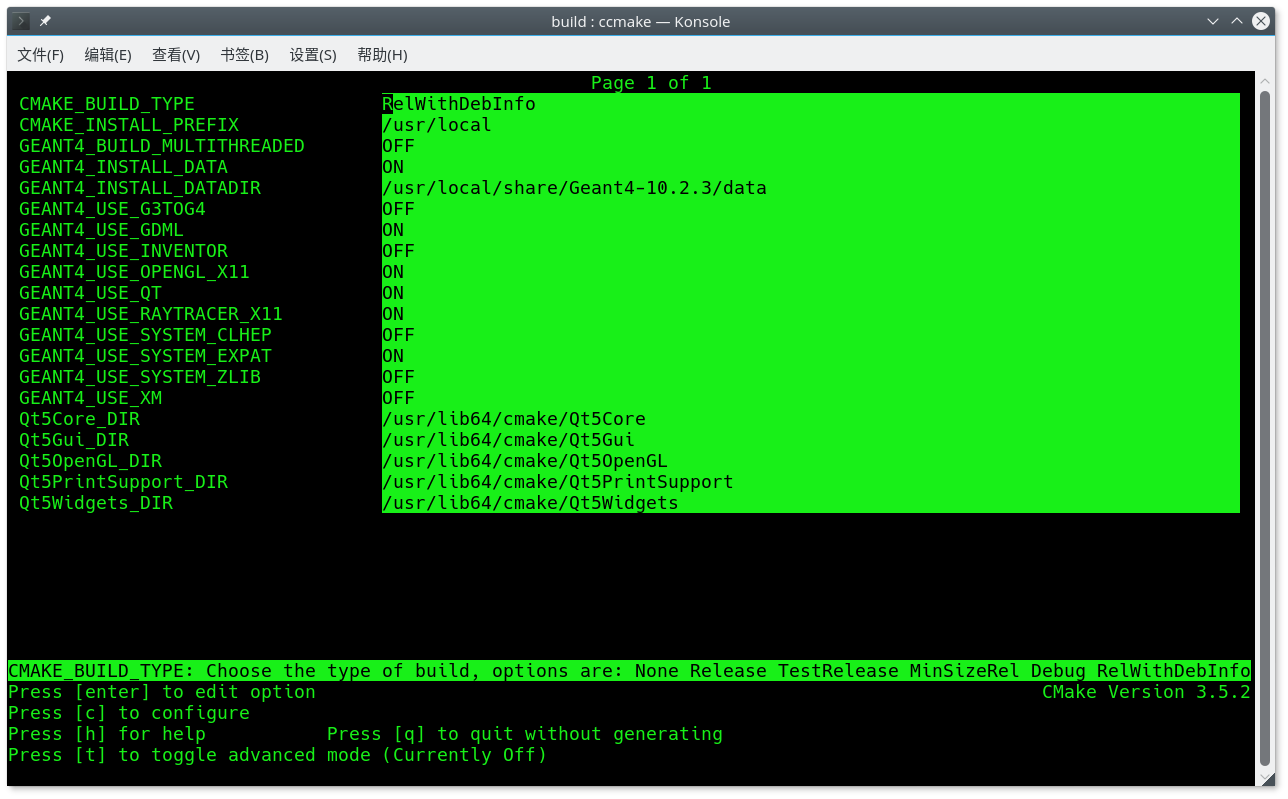 build : ccmake — Konsole
文件(F) 编辑(E) 查看(V) 书签(B) 设置(S) 帮助(H)
Page 1 of 1
CMAKE_BUILD_TYPE RelWithDebInfo
CMAKE_INSTALL_PREFIX /usr/local
GEANT4_BUILD_MULTITHREADED OFF
GEANT4_INSTALL_DATA ON
GEANT4_INSTALL_DATADIR /usr/local/share/Geant4-10.2.3/data
GEANT4_USE_G3TOG4 OFF
GEANT4_USE_GDML ON
GEANT4_USE_INVENTOR OFF
GEANT4_USE_OPENGL_X11 ON
GEANT4_USE_QT ON
GEANT4_USE_RAYTRACER_X11 ON
GEANT4_USE_SYSTEM_CLHEP OFF
GEANT4_USE_SYSTEM_EXPAT ON
GEANT4_USE_SYSTEM_ZLIB OFF
GEANT4_USE_XM OFF
Qt5Core_DIR /usr/lib64/cmake/Qt5Core
Qt5Gui_DIR /usr/lib64/cmake/Qt5Gui
Qt5OpenGL_DIR /usr/lib64/cmake/Qt5OpenGL
Qt5PrintSupport_DIR /usr/lib64/cmake/Qt5PrintSupport
Qt5Widgets_DIR /usr/lib64/cmake/Qt5Widgets
CMAKE_BUILD_TYPE: Choose the type of build, options are: None Release TestRelease MinSizeRel Debug RelWithDebInfo
Press [enter] to edit option CMake Version 3.5.2
Press [c] to configure
Press [h] for help Press [q] to quit without generating
Press [t] to toggle advanced mode (Currently Off)